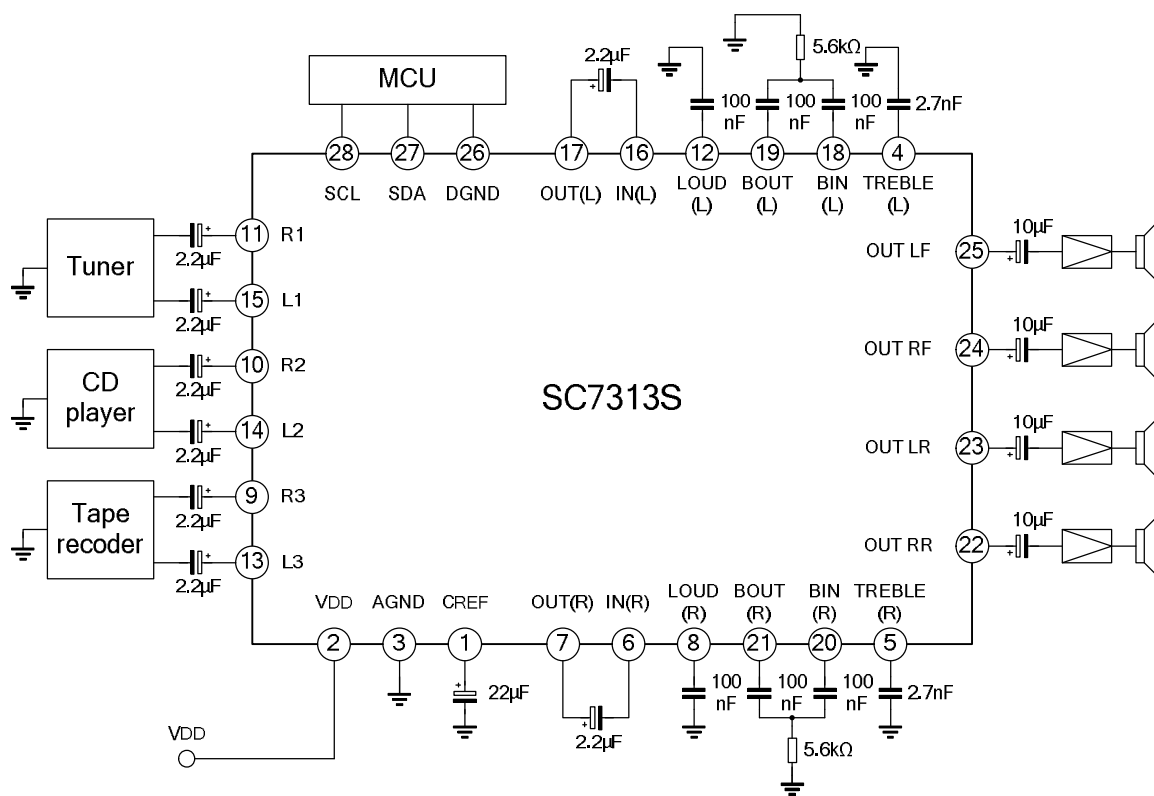 MCU
2.2µF
5.6kΩ
100
nF
100
nF
100
nF
2.7nF
28
27
26
17
16
12
19
18
4
SCL
SDA
DGND
OUT(L)
IN(L)
LOUD
(L)
BOUT
(L)
BIN
(L)
TREBLE
(L)
Tuner
2.2µF
11
R1
2.2µF
15
L1
CD
player
2.2µF
10
R2
2.2µF
14
L2
Tape
recoder
2.2µF
9
R3
2.2µF
13
L3
SC7313S
OUT LF
25
10µF
OUT RF
24
10µF
OUT LR
23
10µF
OUT RR
22
10µF
VDD
AGND
CREF
OUT(R)
IN(R)
LOUD
(R)
BOUT
(R)
BIN
(R)
TREBLE
(R)
2
3
1
7
6
8
21
20
5
22µF
2.2µF
100
nF
100
nF
100
nF
2.7nF
5.6kΩ
VDD